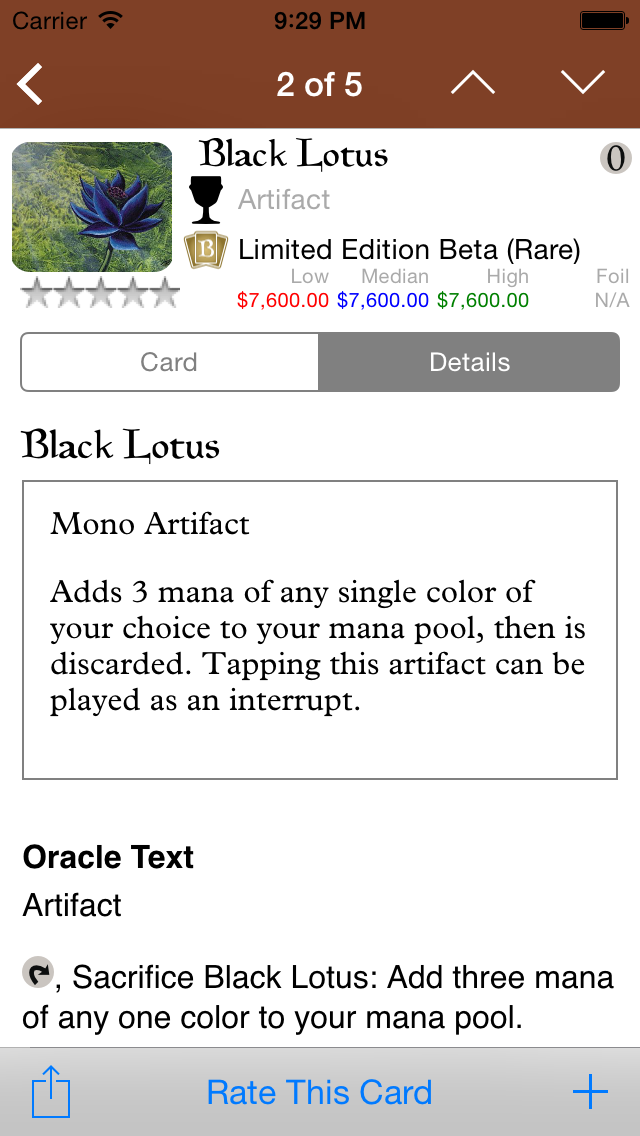 Carrier 9:29 PM
2 of 5
Black Lotus 0
Artifact
B Limited Edition Beta (Rare)
Low Median High Foil
$7,600.00 $7,600.00 $7,600.00 N/A
Card Details
Black Lotus
Mono Artifact
Adds 3 mana of any single color of
your choice to your mana pool, then is
discarded. Tapping this artifact can be
played as an interrupt.
Oracle Text
Artifact
, Sacrifice Black Lotus: Add three mana
of any one color to your mana pool.
Rate This Card